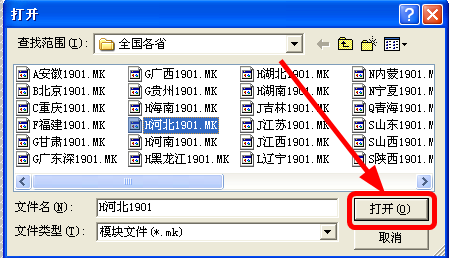 打开
查找范围(I):
全国各省
A安徽1901.MK
G广西1901.MK
H湖北1901.MK
N内蒙1901.M
B北京1901.MK
G贵州1901.MK
H湖南1901.MK
N宁夏1901.M
C重庆1901.MK
H海南1901.MK
J吉林1901.MK
Q青海1901.M
F福建1901.MK
H河北1901.MK
J江苏1901.MK
S山东1901.M
G甘肃1901.MK
H河南1901.MK
J江西1901.MK
S山西1901.M
G广东深1901.MK
H黑龙江1901.MK
L辽宁1901.MK
S陕西1901.M
文件名(N):
H河北1901
打开(O)
文件类型(T):
模块文件(*.mk)
取消